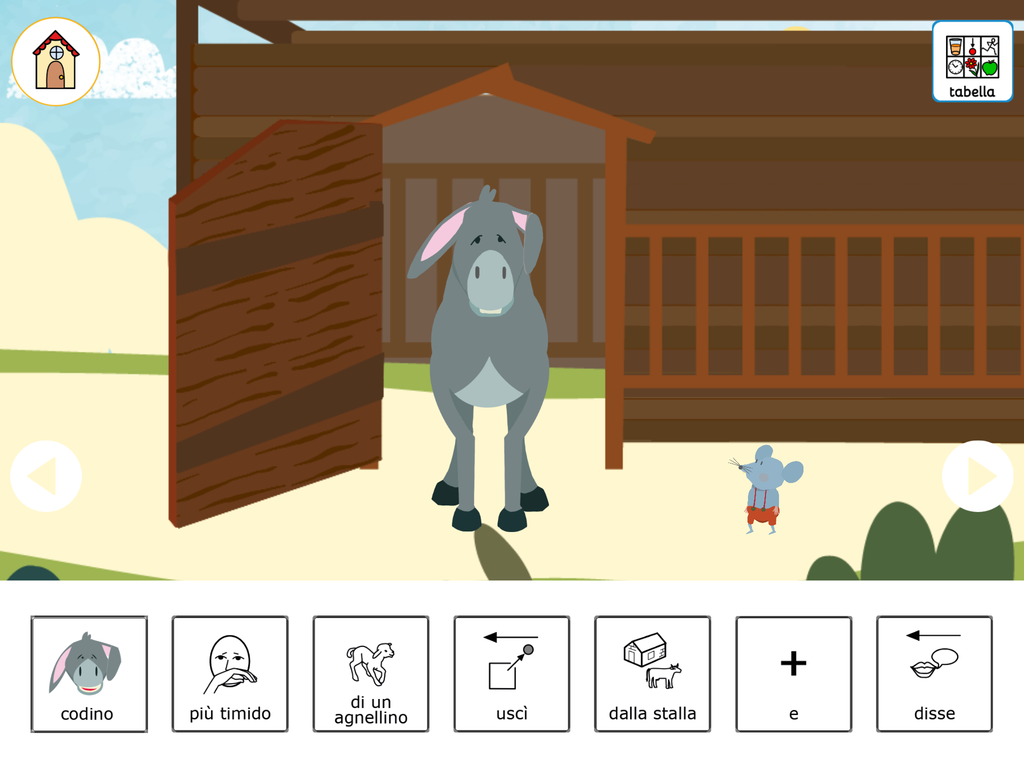 tabella
codino
più timido
di un
agnellino
uscì
dalla stalla
e
disse